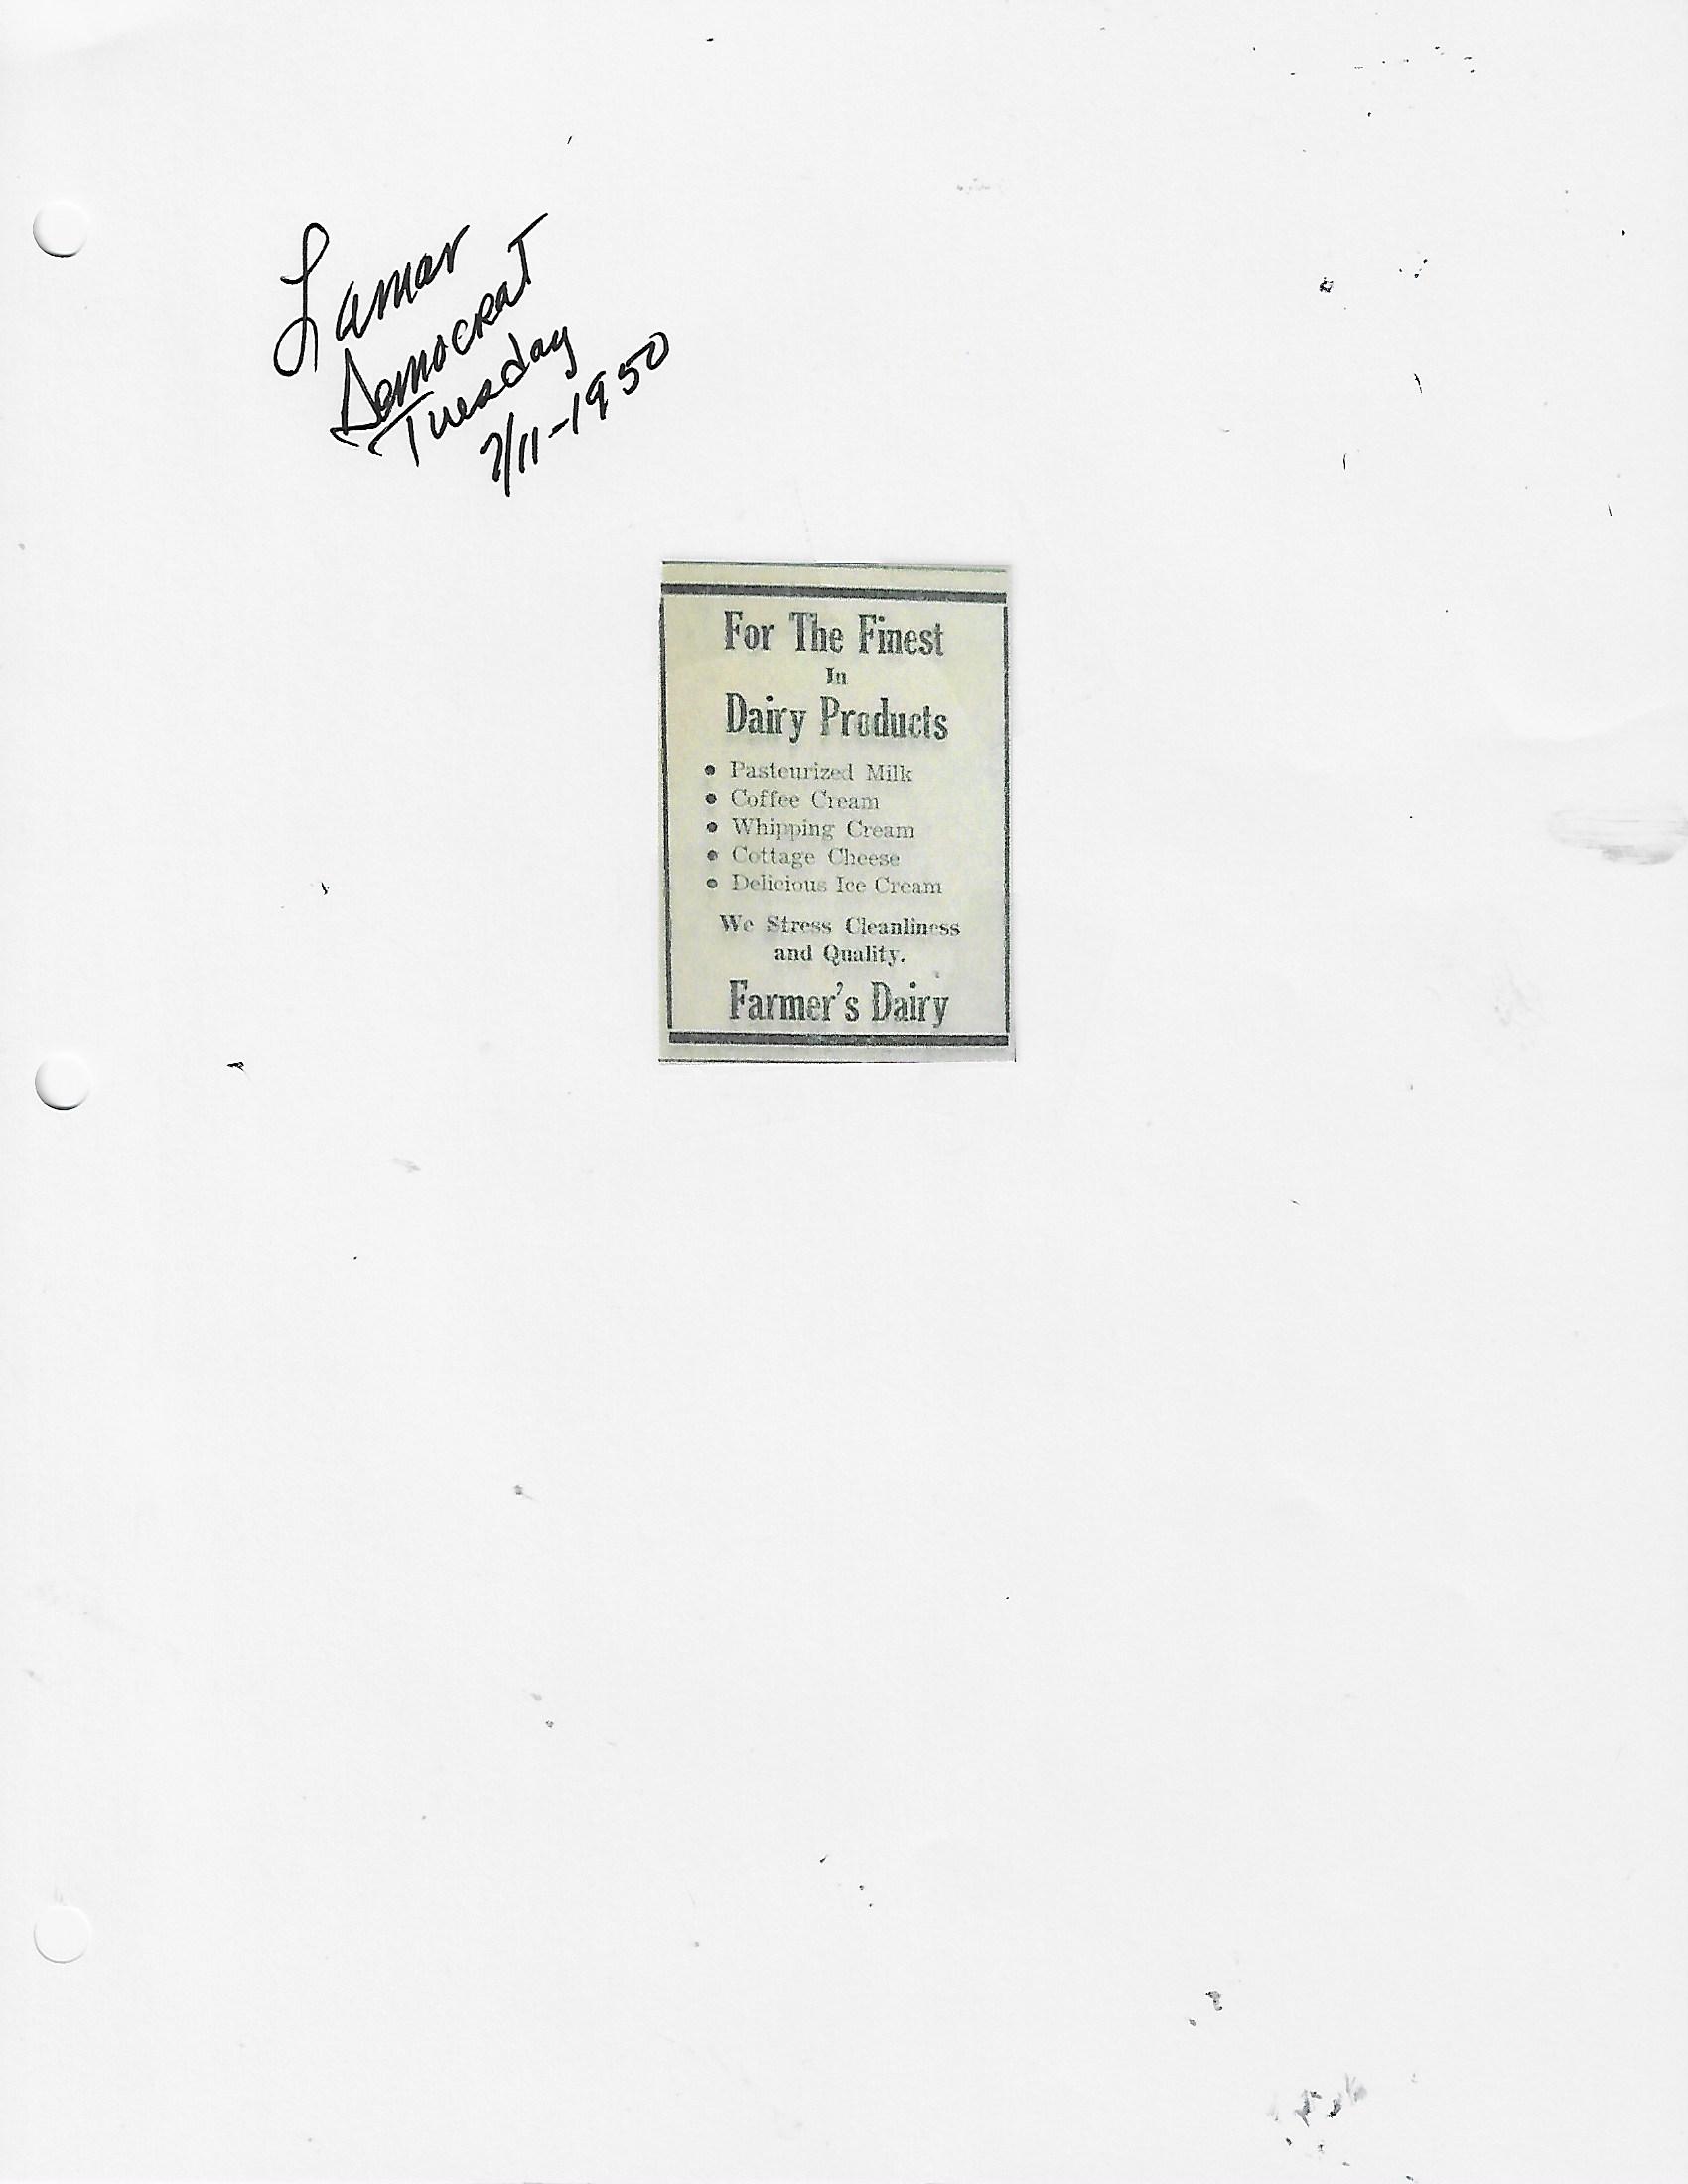 Lamar
Democrat
Tuesday
7/11-1950
For The Finest
In
Dairy Products
• Pasteurized Milk
• Coffee Cream
• Whipping Cream
• Cottage Cheese
• Delicious Ice Cream
We Stress Cleanliness
and Quality.
Farmer's Dairy